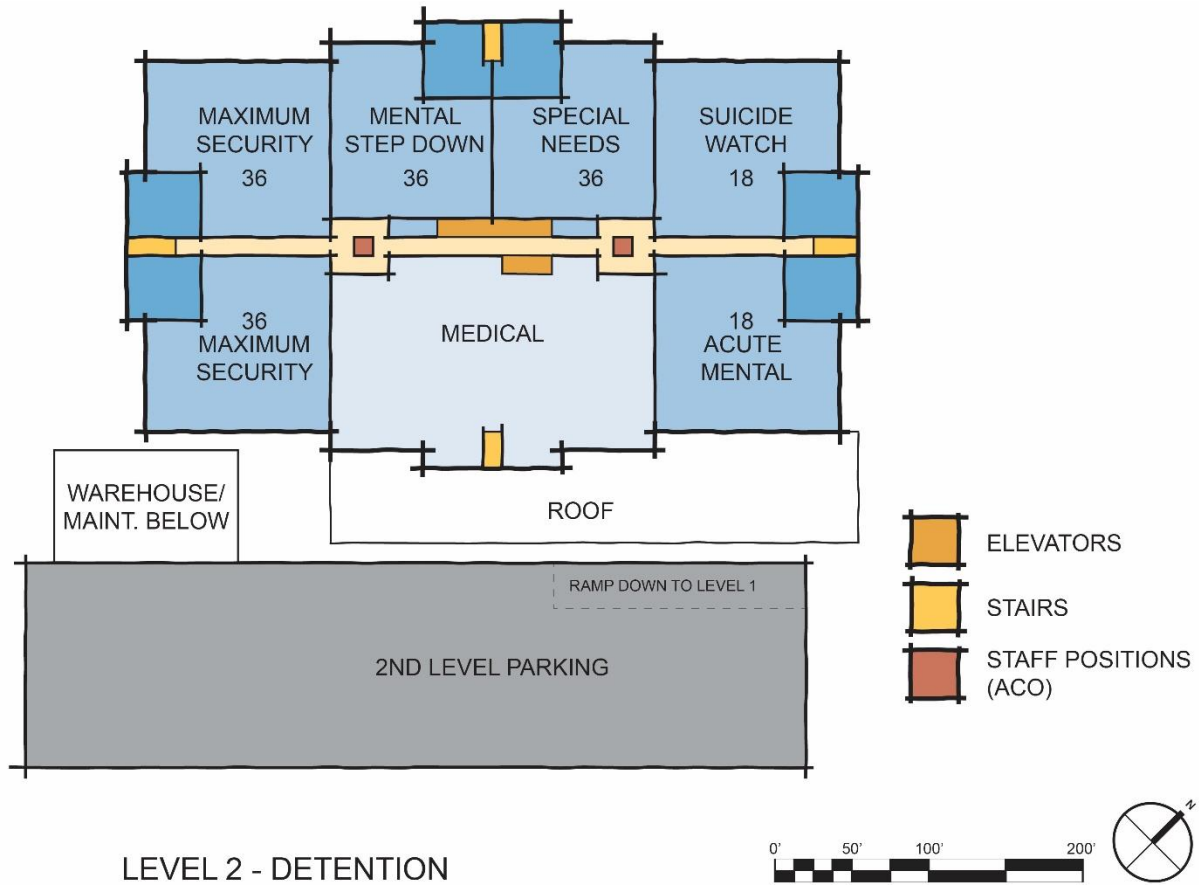 MAXIMUM
SECURITY
36
MENTAL
STEP DOWN
36
SPECIAL
NEEDS
36
SUICIDE
WATCH
18
36
MAXIMUM
SECURITY
MEDICAL
18
ACUTE
MENTAL
WAREHOUSE/
MAINT. BELOW
ROOF
RAMP DOWN TO LEVEL 1
2ND LEVEL PARKING
ELEVATORS
STAIRS
STAFF POSITIONS
(ACO)
LEVEL 2 - DETENTION
0' 50' 100' 200'
N